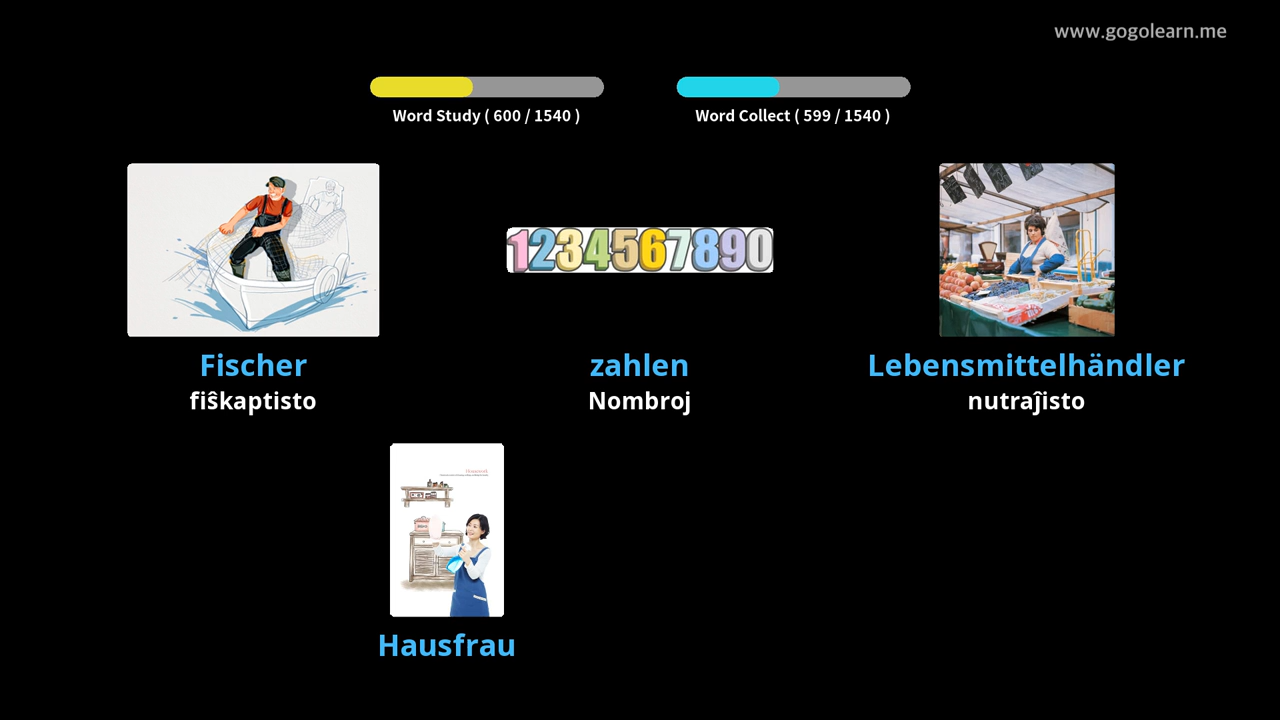 www.gogolearn.me
Word Study ( 600 / 1540 )
Word Collect ( 599 / 1540 )
1234567890
Fischer
fiŝkaptisto
zahlen
Nombroj
Lebensmittelhändler
nutraĵisto
Hausfrau